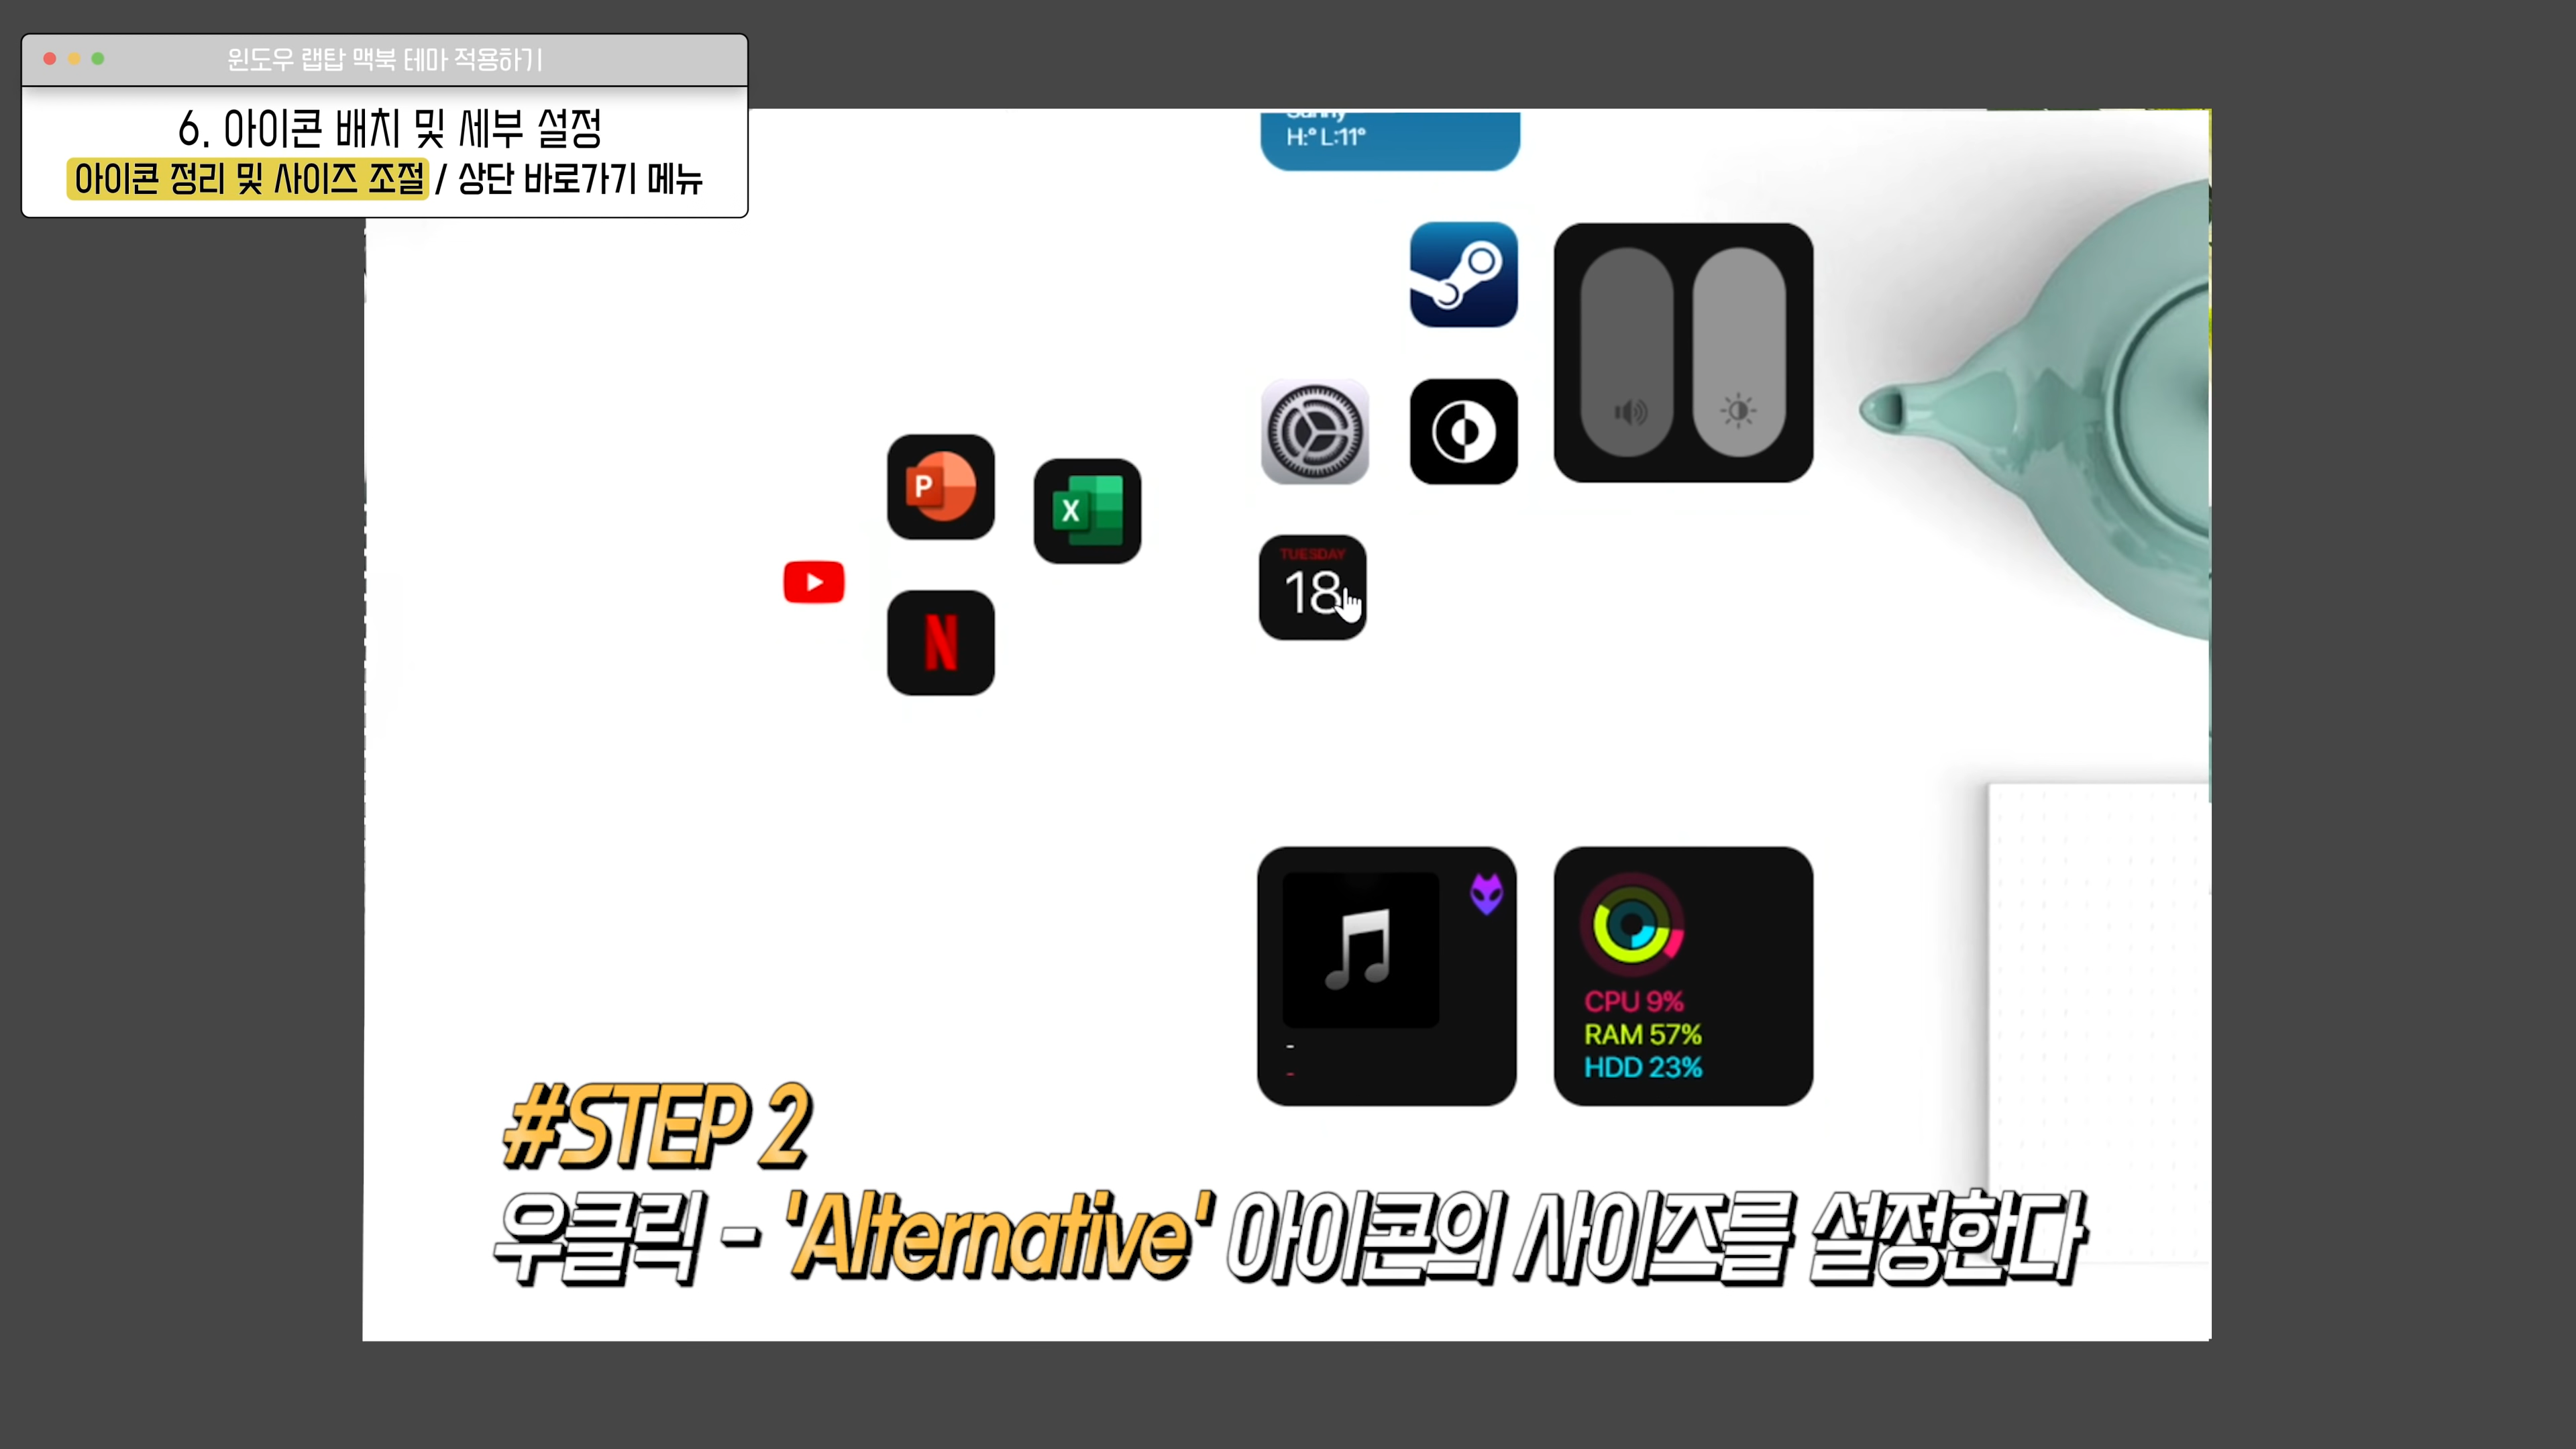 윈도우 랩탑 맥북 테마 적용하기
6. 아이콘 배치 및 세부 설정
아이콘 정리 및 사이즈 조절 / 상단 바로가기 메뉴
Sunny
H:° L:11°
P
X
TUESDAY
18
N
CPU 9%
RAM 57%
HDD 23%
#STEP 2
우클릭 - 'Alternative' 아이콘의 사이즈를 설정한다